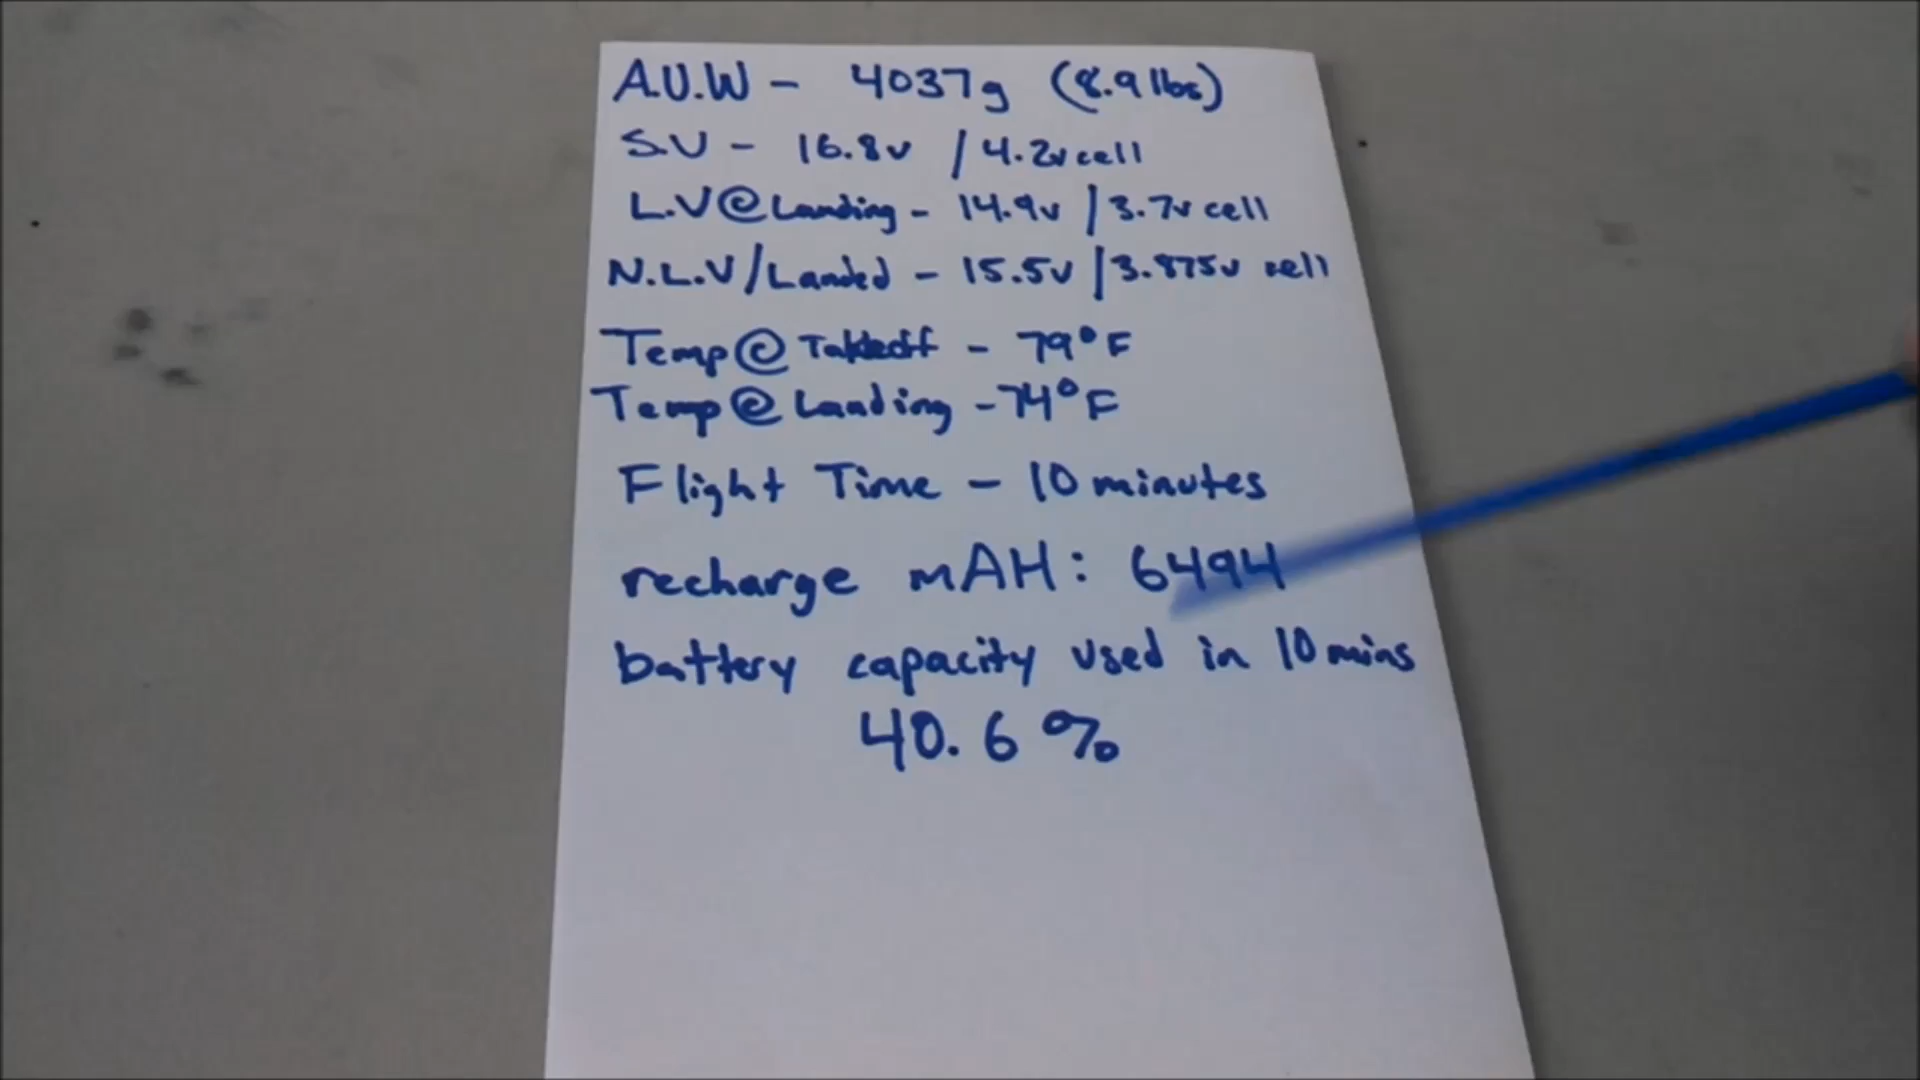 A.U.W - 4037g (8.9 lbs)
S.V - 16.8v / 4.2v cell
L.V @ Landing - 14.9v / 3.7v cell
N.L.V / Landed - 15.5v / 3.875v cell
Temp @ Takeoff - 79°F
Temp @ Landing - 74°F
Flight Time - 10 minutes
recharge mAH: 6494
battery capacity used in 10 mins
40.6 %